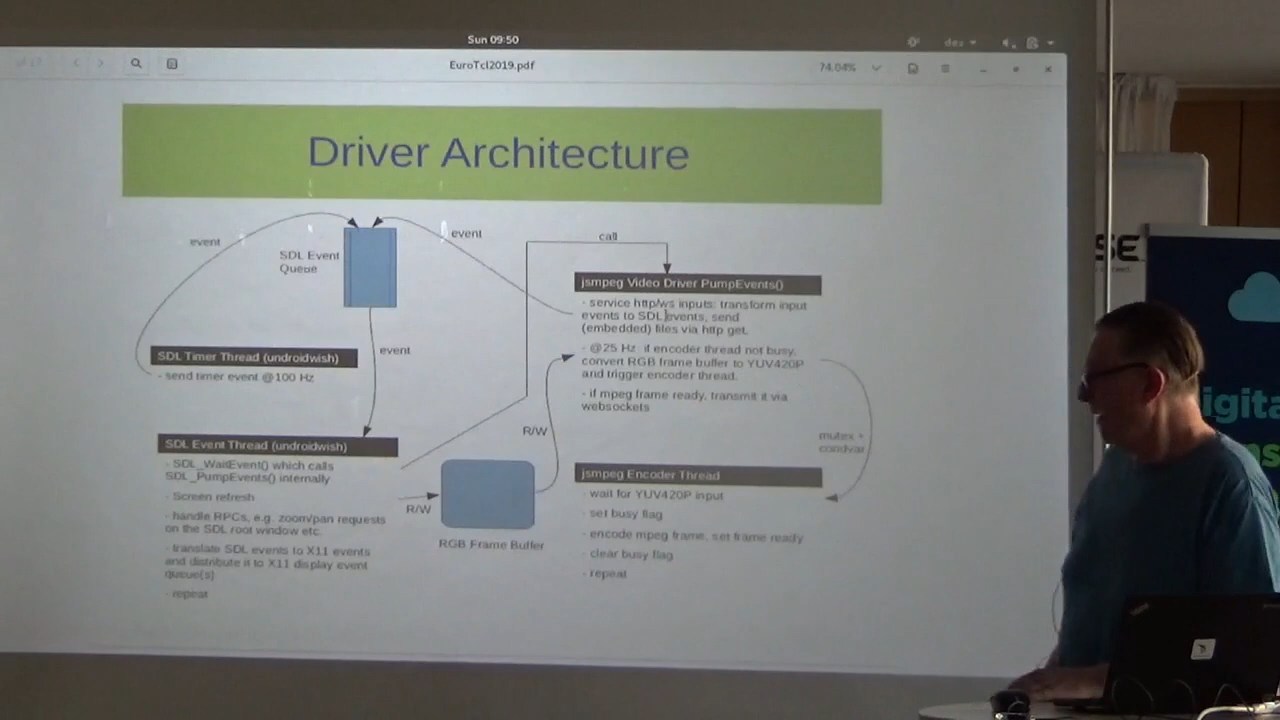 Sun 09:50
dez
EuroTcl2019.pdf
74.04%
Driver Architecture
event
event
call
SDL Event
Queue
jsmpeg Video Driver PumpEvents()
- service http/ws inputs: transform input
events to SDL events, send
(embedded) files via http get.
event
SDL Timer Thread (undroidwish)
- send timer event @100 Hz
- @25 Hz if encoder thread not busy,
convert RGB frame buffer to YUV420P
and trigger encoder thread.
- if mpeg frame ready, transmit it via
websockets
R/W
mutex +
condvar
SDL Event Thread (undroidwish)
- SDL_WaitEvent() which calls
SDL_PumpEvents() internally
- Screen refresh
- handle RPCs, e.g. zoom/pan requests
on the SDL root window etc.
- translate SDL events to X11 events
and distribute it to X11 display event
queue(s)
- repeat
R/W
RGB Frame Buffer
jsmpeg Encoder Thread
- wait for YUV420P input
- set busy flag
- encode mpeg frame, set frame ready
- clear busy flag
- repeat
SE
igita
ns